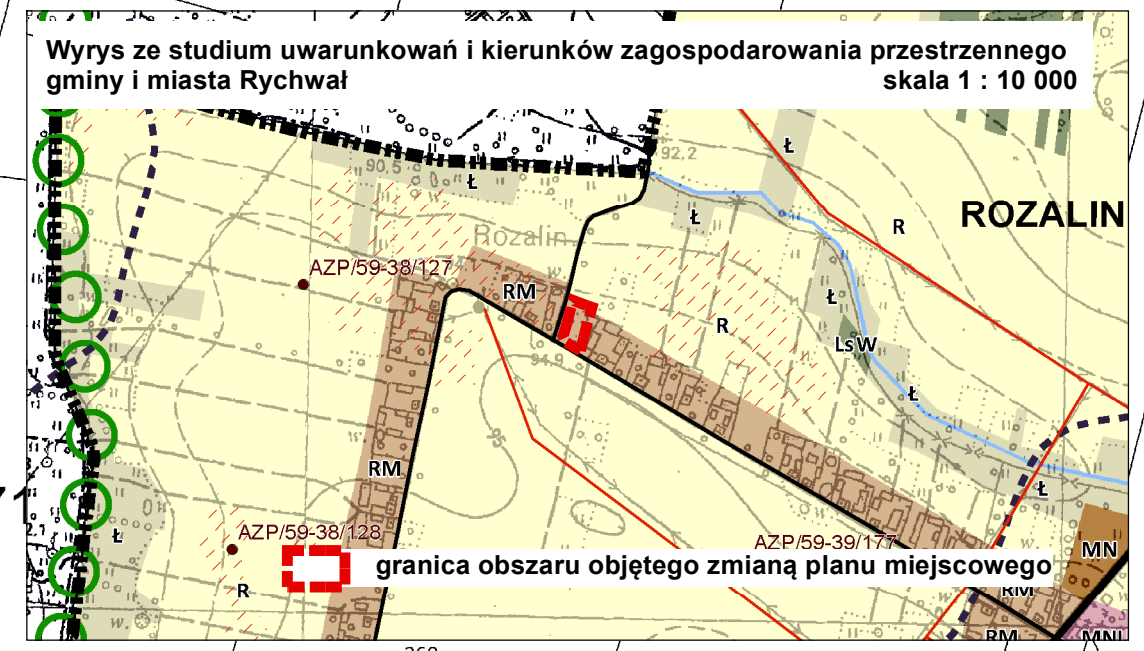 Wyrys ze studium uwarunkowań i kierunków zagospodarowania przestrzennego
gminy i miasta Rychwał skala 1 : 10 000
92,2
Ł
90,5
Ł
Ł
R
ROZALIN
Rozalin
AZP/59-38/127
RM
Ł
R
LsW
94,9
Ł
95
RM
Ł
AZP/59-38/128
AZP/59-39/177
Ł
MN
granica obszaru objętego zmianą planu miejscowego
R
RM
RM
MN